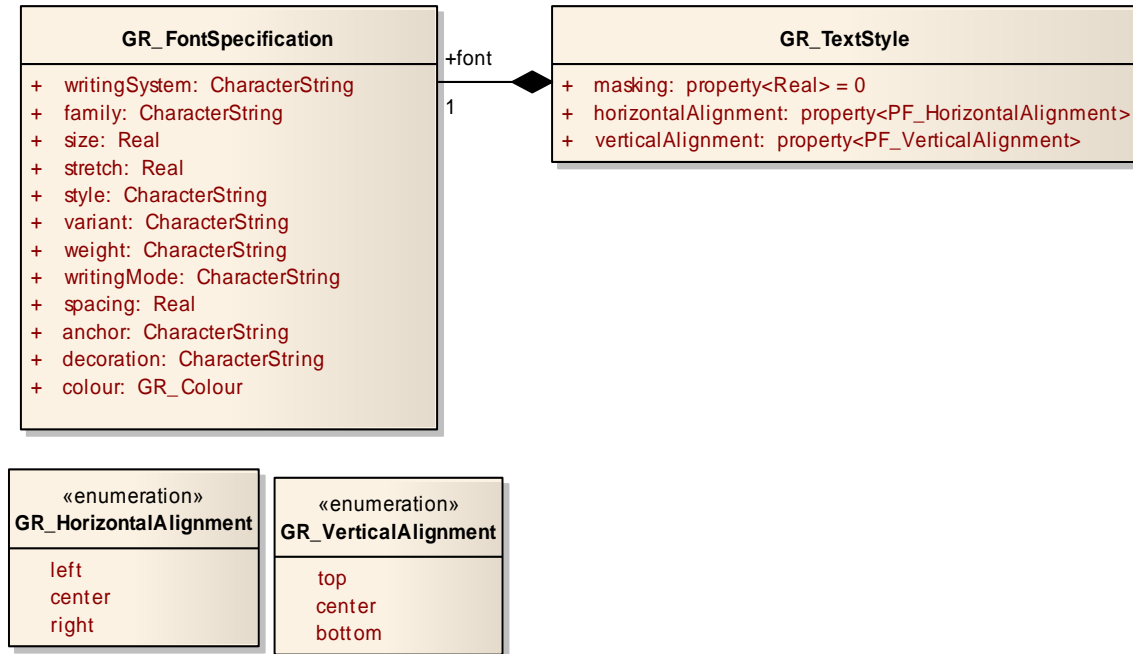 GR_FontSpecification
+ writingSystem: CharacterString
+ family: CharacterString
+ size: Real
+ stretch: Real
+ style: CharacterString
+ variant: CharacterString
+ weight: CharacterString
+ writingMode: CharacterString
+ spacing: Real
+ anchor: CharacterString
+ decoration: CharacterString
+ colour: GR_Colour
+font
1
GR_TextStyle
+ masking: property<Real> = 0
+ horizontalAlignment: property<PF_HorizontalAlignment>
+ verticalAlignment: property<PF_VerticalAlignment>
«enumeration»
GR_HorizontalAlignment
left
center
right
«enumeration»
GR_VerticalAlignment
top
center
bottom